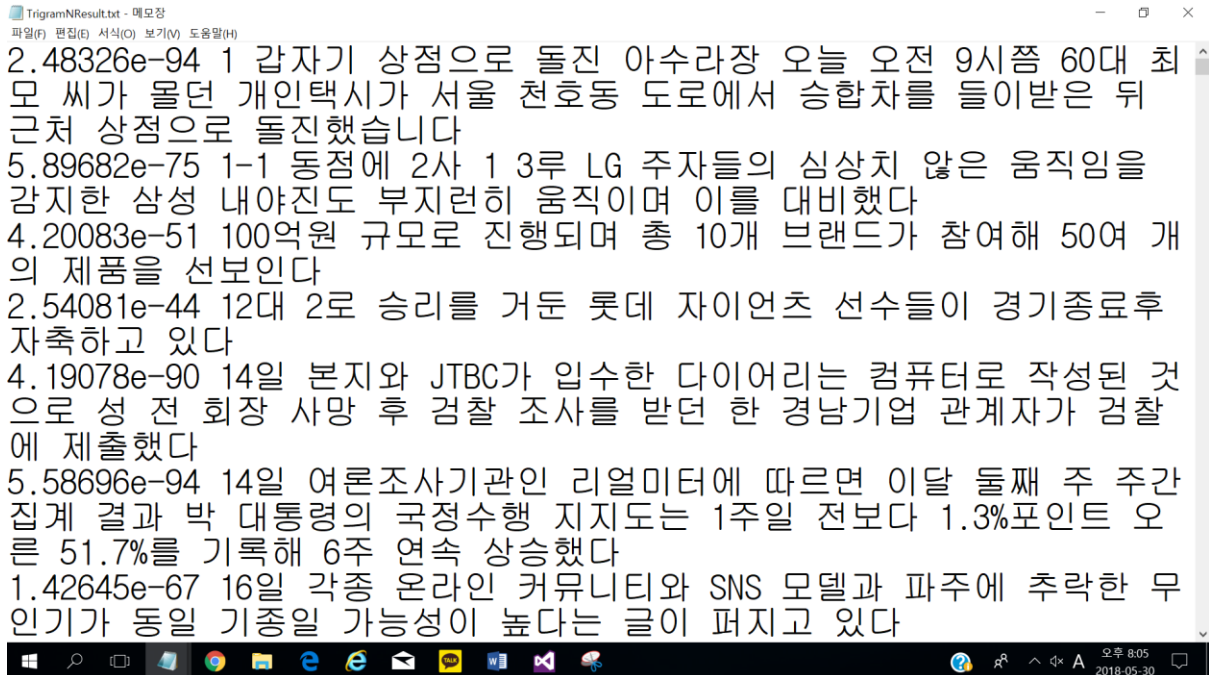 TrigramNResult.txt - 메모장
파일(F) 편집(E) 서식(O) 보기(V) 도움말(H)
2.48326e-94 1 갑자기 상점으로 돌진 아수라장 오늘 오전 9시쯤 60대 최
모 씨가 몰던 개인택시가 서울 천호동 도로에서 승합차를 들이받은 뒤
근처 상점으로 돌진했습니다
5.89682e-75 1-1 동점에 2사 1 3루 LG 주자들의 심상치 않은 움직임을
감지한 삼성 내야진도 부지런히 움직이며 이를 대비했다
4.20083e-51 100억원 규모로 진행되며 총 10개 브랜드가 참여해 50여 개
의 제품을 선보인다
2.54081e-44 12대 2로 승리를 거둔 롯데 자이언츠 선수들이 경기종료후
자축하고 있다
4.19078e-90 14일 본지와 JTBC가 입수한 다이어리는 컴퓨터로 작성된 것
으로 성 전 회장 사망 후 검찰 조사를 받던 한 경남기업 관계자가 검찰
에 제출했다
5.58696e-94 14일 여론조사기관인 리얼미터에 따르면 이달 둘째 주 주간
집계 결과 박 대통령의 국정수행 지지도는 1주일 전보다 1.3%포인트 오
른 51.7%를 기록해 6주 연속 상승했다
1.42645e-67 16일 각종 온라인 커뮤니티와 SNS 모델과 파주에 추락한 무
인기가 동일 기종일 가능성이 높다는 글이 퍼지고 있다
TALK
A
오후 8:05
2018-05-30